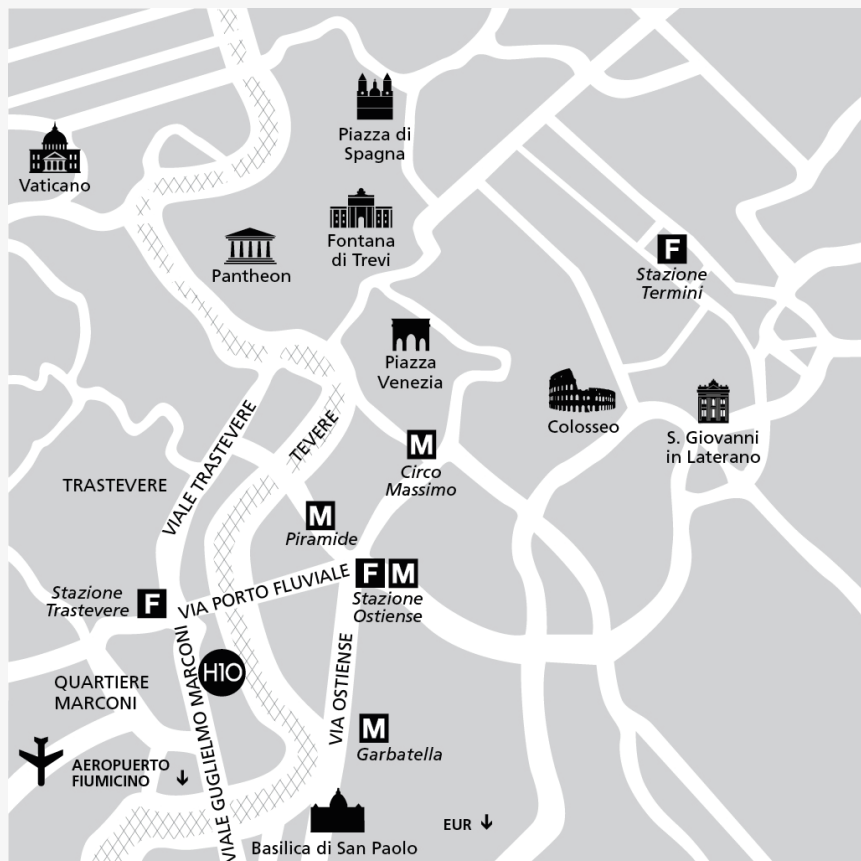 Piazza di
Spagna
Vaticano
Fontana
di Trevi
Pantheon
F
Stazione
Termini
Piazza
Venezia
Colosseo
S. Giovanni
in Laterano
VIALE TRASTEVERE
TEVERE
M
Circo
Massimo
TRASTEVERE
M
Piramide
Stazione
Trastevere
F
VIA PORTO FLUVIALE
F M
Stazione
Ostiense
H10
QUARTIERE
MARCONI
VIALE GUGLIELMO MARCONI
VIA OSTIENSE
M
Garbatella
AEROPUERTO
FIUMICINO ↓
EUR ↓
Basilica di San Paolo